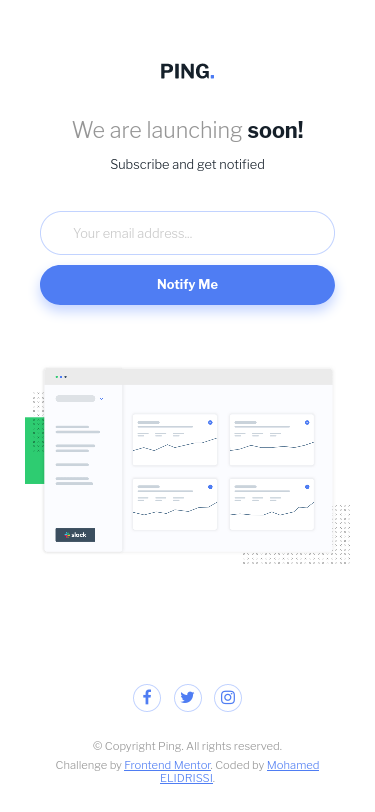 PING.
We are launching soon!
Subscribe and get notified
Your email address...
Notify Me
slack
© Copyright Ping. All rights reserved.
Challenge by Frontend Mentor. Coded by Mohamed
ELIDRISSI.